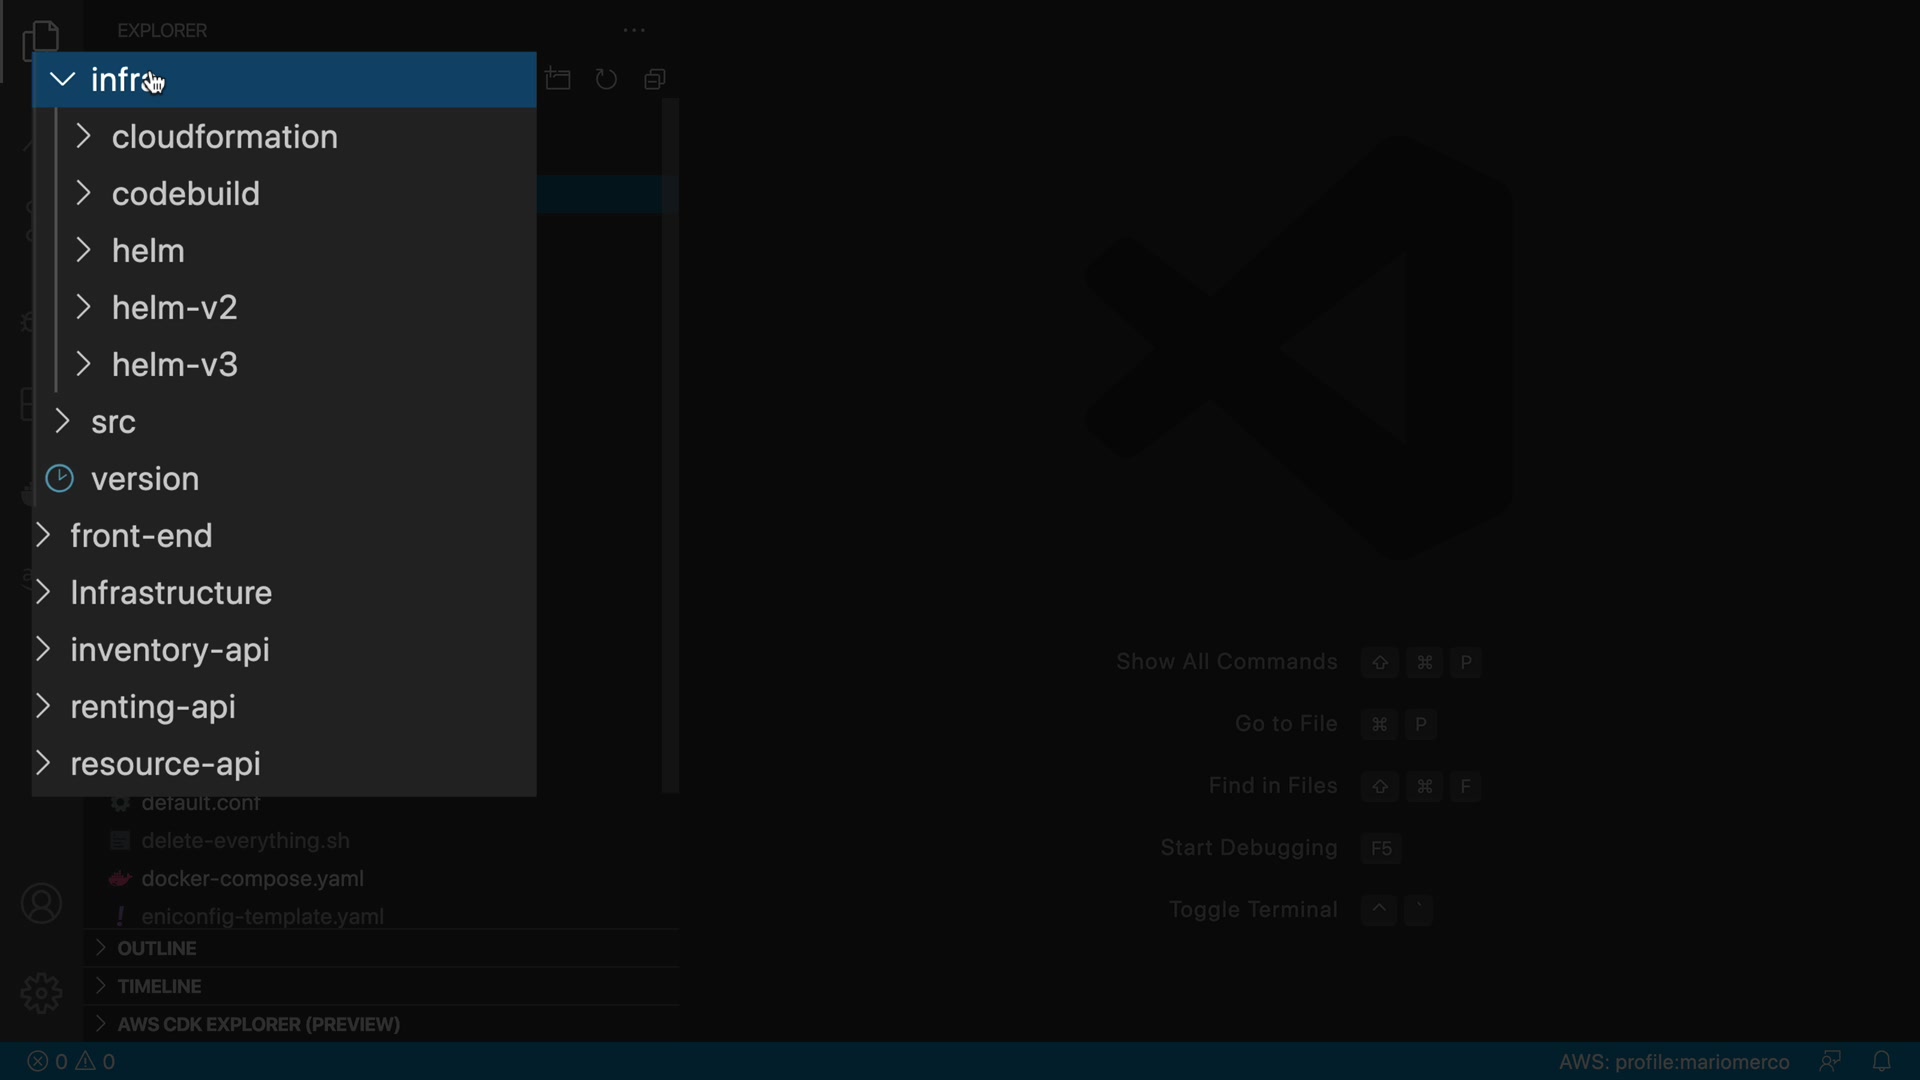 EXPLORER
infra
cloudformation
codebuild
helm
helm-v2
helm-v3
src
version
front-end
Infrastructure
inventory-api
renting-api
resource-api
default.conf
delete-everything.sh
docker-compose.yaml
eniconfig-template.yaml
OUTLINE
TIMELINE
AWS CDK EXPLORER (PREVIEW)
Show All Commands ⇧ ⌘ P
Go to File ⌘ P
Find in Files ⇧ ⌘ F
Start Debugging F5
Toggle Terminal ^ `
0 0
AWS: profile:mariomerco